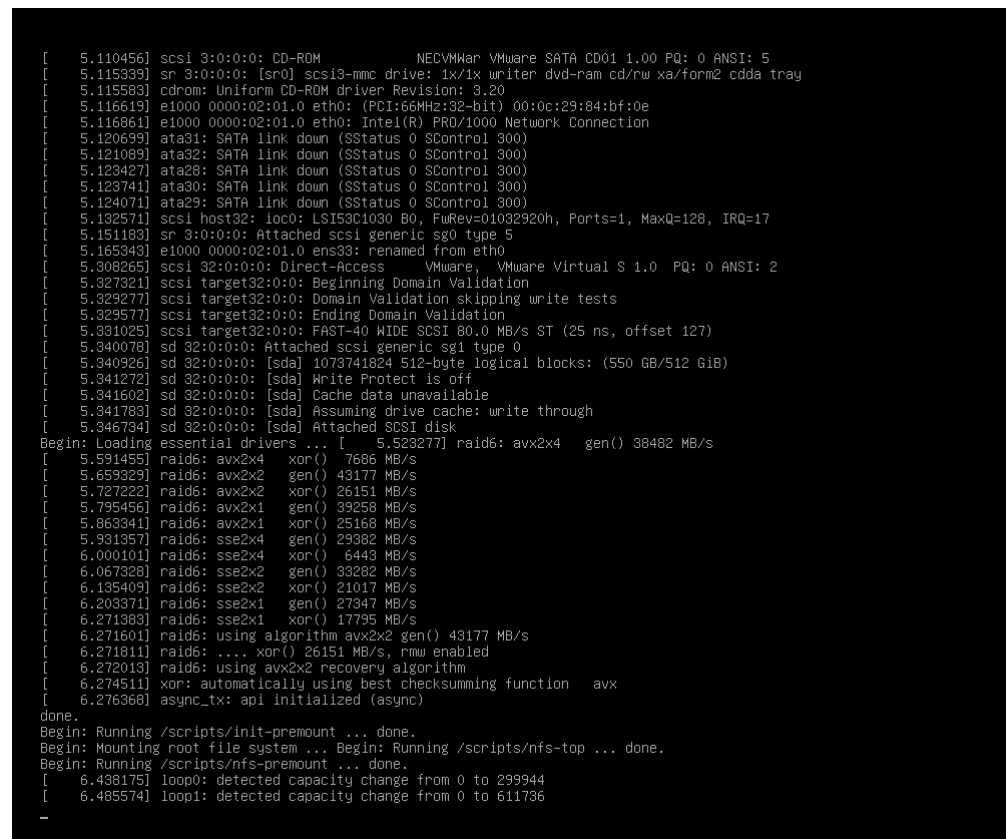 [    5.110456] scsi 3:0:0:0: CD-ROM            NECVMWar VMware SATA CD01 1.00 PQ: 0 ANSI: 5
[    5.115339] sr 3:0:0:0: [sr0] scsi3-mmc drive: 1x/1x writer dvd-ram cd/rw xa/form2 cdda tray
[    5.115583] cdrom: Uniform CD-ROM driver Revision: 3.20
[    5.116619] e1000 0000:02:01.0 eth0: (PCI:66MHz:32-bit) 00:0c:29:84:bf:0e
[    5.116861] e1000 0000:02:01.0 eth0: Intel(R) PRO/1000 Network Connection
[    5.120699] ata31: SATA link down (SStatus 0 SControl 300)
[    5.121089] ata32: SATA link down (SStatus 0 SControl 300)
[    5.123427] ata28: SATA link down (SStatus 0 SControl 300)
[    5.123741] ata30: SATA link down (SStatus 0 SControl 300)
[    5.124071] ata29: SATA link down (SStatus 0 SControl 300)
[    5.132571] scsi host32: ioc0: LSI53C1030 B0, FwRev=01032920h, Ports=1, MaxQ=128, IRQ=17
[    5.151183] sr 3:0:0:0: Attached scsi generic sg0 type 5
[    5.165343] e1000 0000:02:01.0 ens33: renamed from eth0
[    5.308265] scsi 32:0:0:0: Direct-Access     VMware,  VMware Virtual S 1.0  PQ: 0 ANSI: 2
[    5.327321] scsi target32:0:0: Beginning Domain Validation
[    5.329277] scsi target32:0:0: Domain Validation skipping write tests
[    5.329577] scsi target32:0:0: Ending Domain Validation
[    5.331025] scsi target32:0:0: FAST-40 WIDE SCSI 80.0 MB/s ST (25 ns, offset 127)
[    5.340078] sd 32:0:0:0: Attached scsi generic sg1 type 0
[    5.340926] sd 32:0:0:0: [sda] 1073741824 512-byte logical blocks: (550 GB/512 GiB)
[    5.341272] sd 32:0:0:0: [sda] Write Protect is off
[    5.341602] sd 32:0:0:0: [sda] Cache data unavailable
[    5.341783] sd 32:0:0:0: [sda] Assuming drive cache: write through
[    5.346734] sd 32:0:0:0: [sda] Attached SCSI disk
Begin: Loading essential drivers ... [    5.523277] raid6: avx2x4   gen() 38482 MB/s
[    5.591455] raid6: avx2x4   xor()  7686 MB/s
[    5.659329] raid6: avx2x2   gen() 43177 MB/s
[    5.727222] raid6: avx2x2   xor() 26151 MB/s
[    5.795456] raid6: avx2x1   gen() 39258 MB/s
[    5.863341] raid6: avx2x1   xor() 25168 MB/s
[    5.931357] raid6: sse2x4   gen() 29382 MB/s
[    6.000101] raid6: sse2x4   xor()  6443 MB/s
[    6.067328] raid6: sse2x2   gen() 33282 MB/s
[    6.135409] raid6: sse2x2   xor() 21017 MB/s
[    6.203371] raid6: sse2x1   gen() 27347 MB/s
[    6.271383] raid6: sse2x1   xor() 17795 MB/s
[    6.271601] raid6: using algorithm avx2x2 gen() 43177 MB/s
[    6.271811] raid6: .... xor() 26151 MB/s, rmw enabled
[    6.272013] raid6: using avx2x2 recovery algorithm
[    6.274511] xor: automatically using best checksumming function   avx
[    6.276368] async_tx: api initialized (async)
done.
Begin: Running /scripts/init-premount ... done.
Begin: Mounting root file system ... Begin: Running /scripts/nfs-top ... done.
Begin: Running /scripts/nfs-premount ... done.
[    6.438175] loop0: detected capacity change from 0 to 299944
[    6.485574] loop1: detected capacity change from 0 to 611736